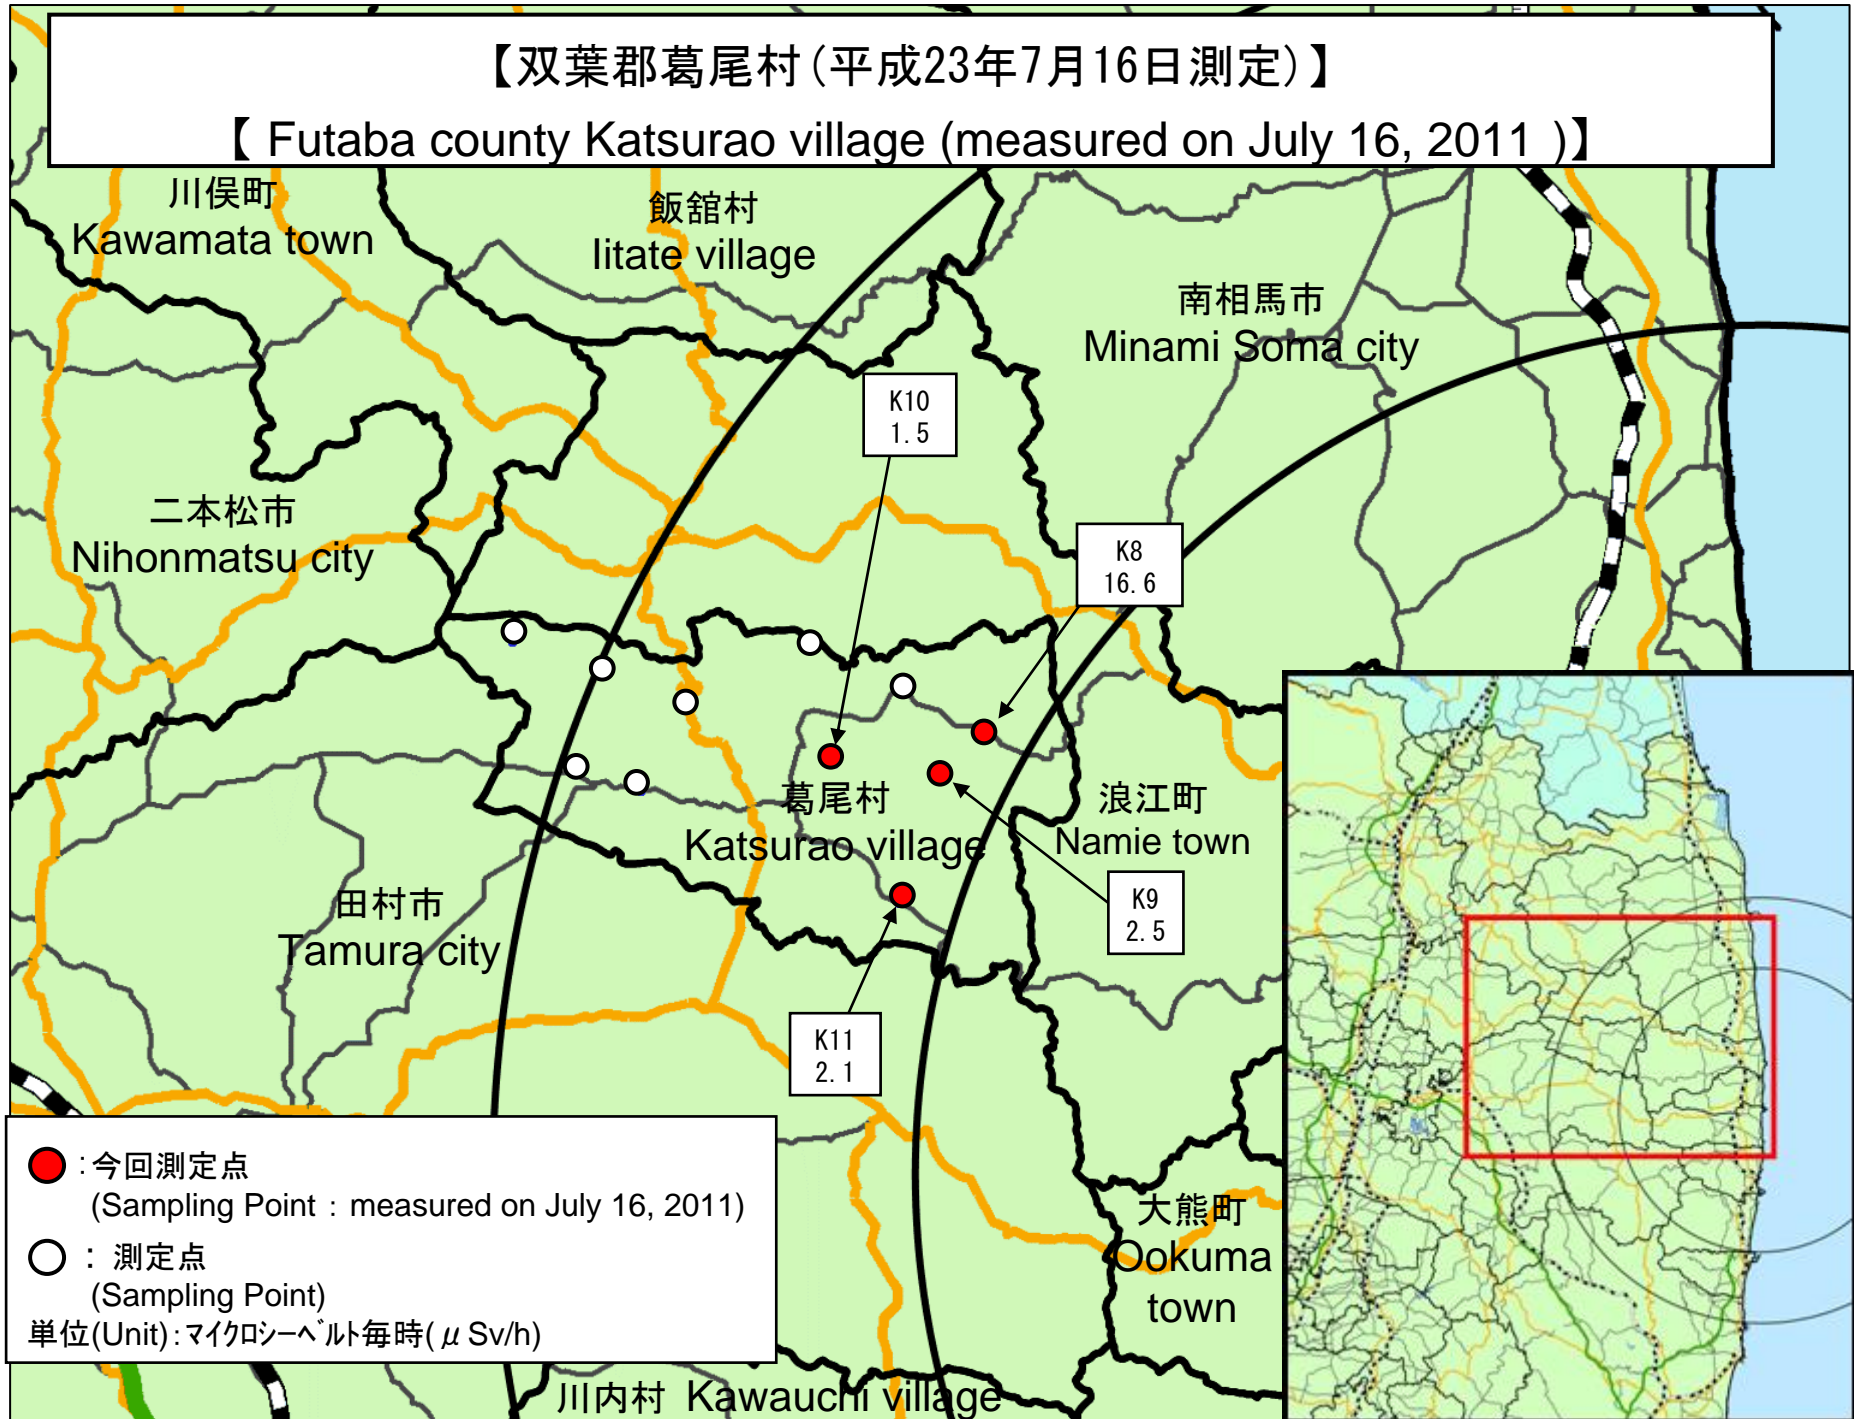 【双葉郡葛尾村(平成23年7月16日測定)】
【 Futaba county Katsurao village (measured on July 16, 2011 )】
川俣町
Kawamata town
飯舘村
Iitate village
南相馬市
Minami Soma city
K10
1.5
二本松市
Nihonmatsu city
K8
16.6
葛尾村
Katsurao village
浪江町
Namie town
田村市
Tamura city
K9
2.5
K11
2.1
大熊町
Ookuma
town
:今回測定点
(Sampling Point : measured on July 16, 2011)
: 測定点
(Sampling Point)
単位(Unit):マイクロシーベルト毎時(μSv/h)
川内村 Kawauchi village